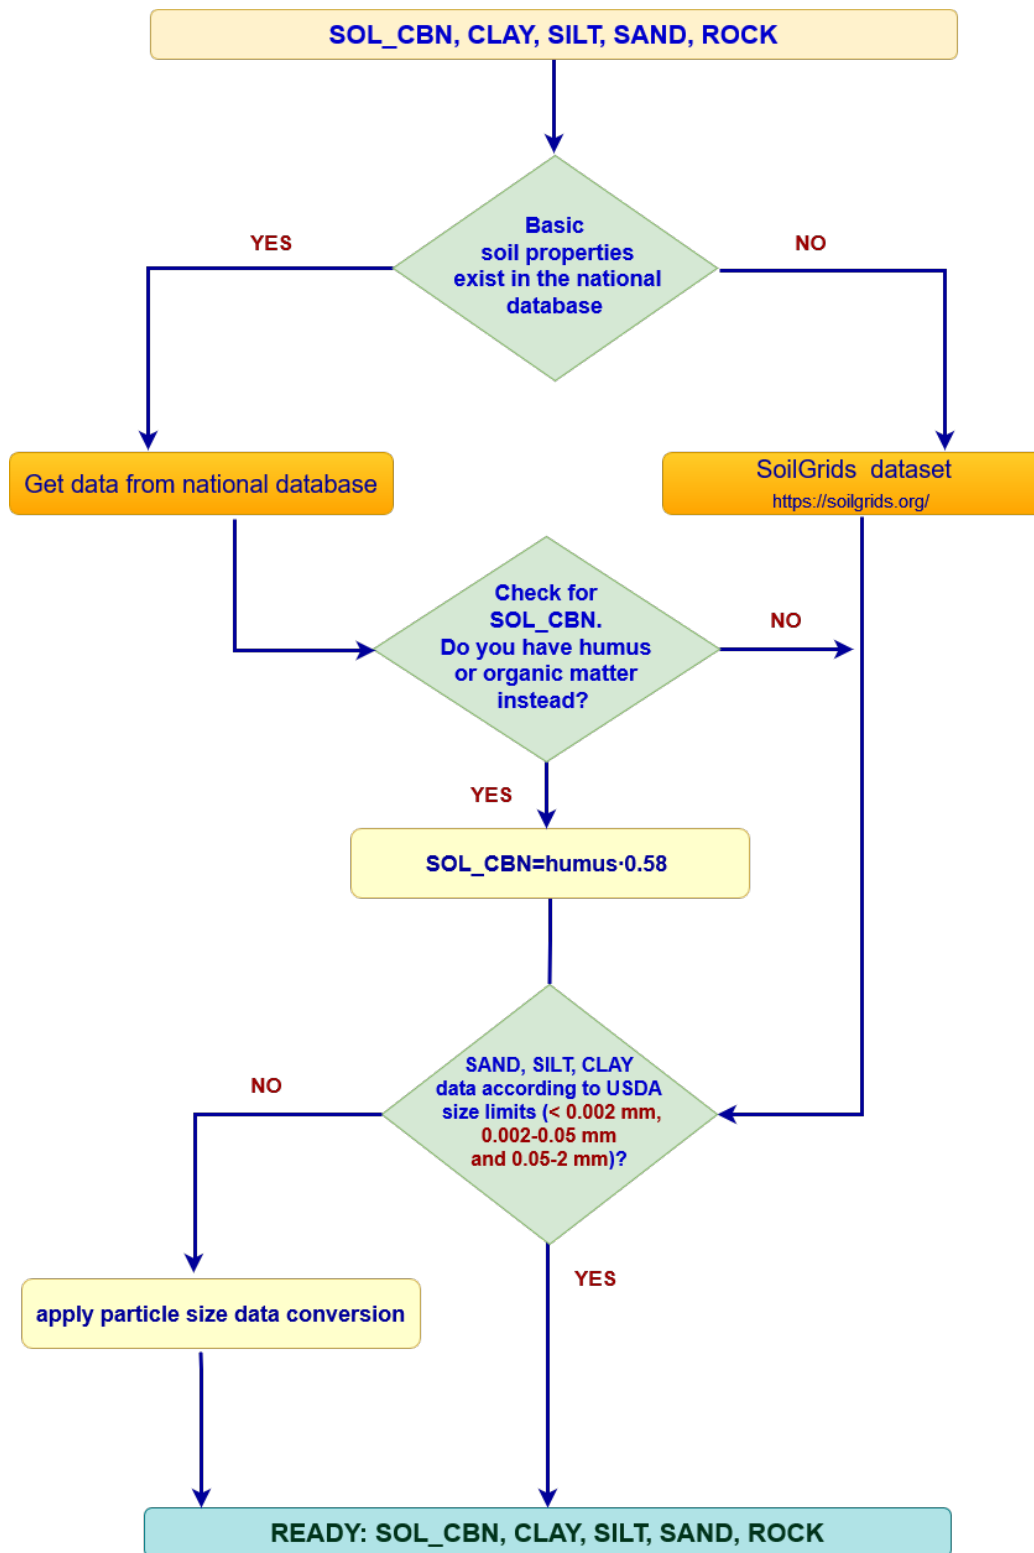 SOL_CBN, CLAY, SILT, SAND, ROCK
Basic
soil properties
exist in the national
database
YES
NO
Get data from national database
SoilGrids dataset
https://soilgrids.org/
Check for
SOL_CBN.
Do you have humus
or organic matter
instead?
NO
YES
SOL_CBN=humus·0.58
SAND, SILT, CLAY
data according to USDA
size limits (< 0.002 mm,
0.002-0.05 mm
and 0.05-2 mm)?
NO
YES
apply particle size data conversion
READY: SOL_CBN, CLAY, SILT, SAND, ROCK